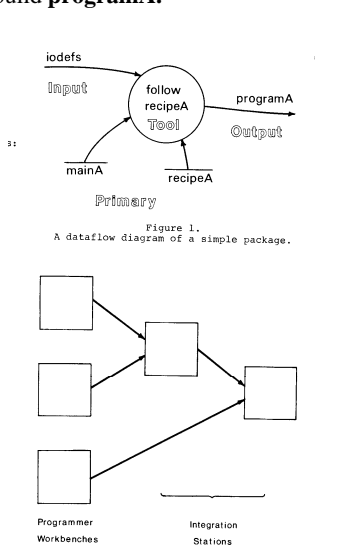 ound programA.
iodefs
Input
follow
recipeA
Tool
programA
Output
s:
mainA
recipeA
Primary
Figure 1.
A dataflow diagram of a simple package.
Programmer
Workbenches
Integration
Stations